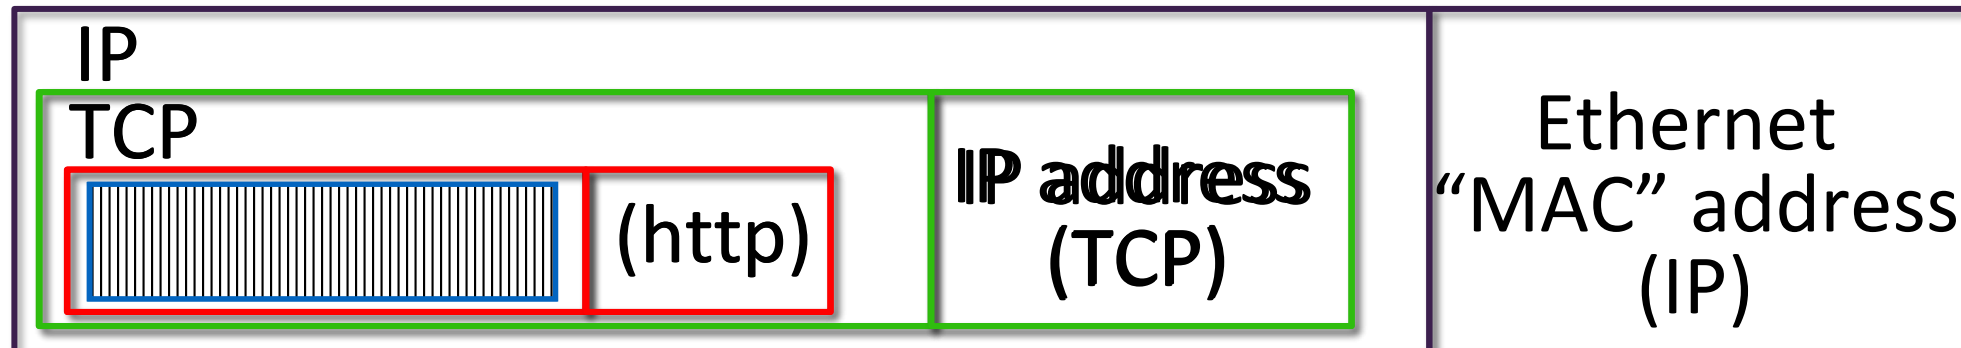 IP
TCP
(http)
IP address
(TCP)
Ethernet
“MAC” address
(IP)